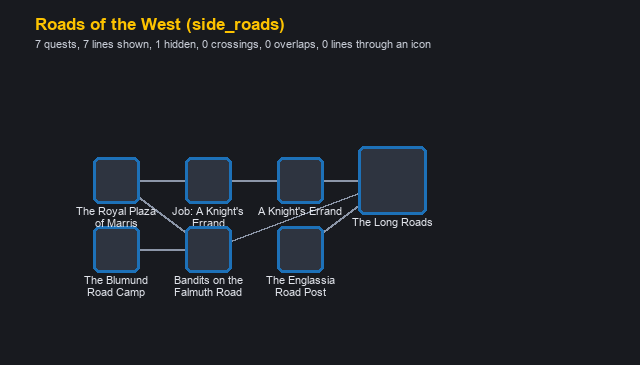 Roads of the West (side_roads)
7 quests, 7 lines shown, 1 hidden, 0 crossings, 0 overlaps, 0 lines through an icon
The Royal Plaza
of Marris
Job: A Knight's
Errand
A Knight's Errand
The Long Roads
The Blumund
Road Camp
Bandits on the
Falmuth Road
The Englassia
Road Post